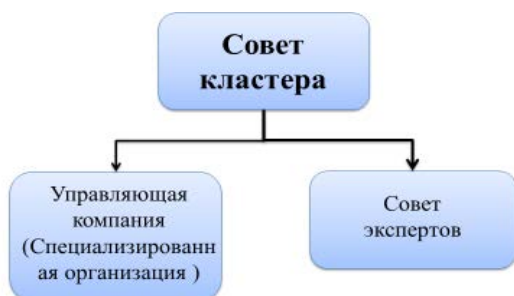 Совет
кластера
Управляющая
компания
(Специализированн
ая организация )
Совет
экспертов